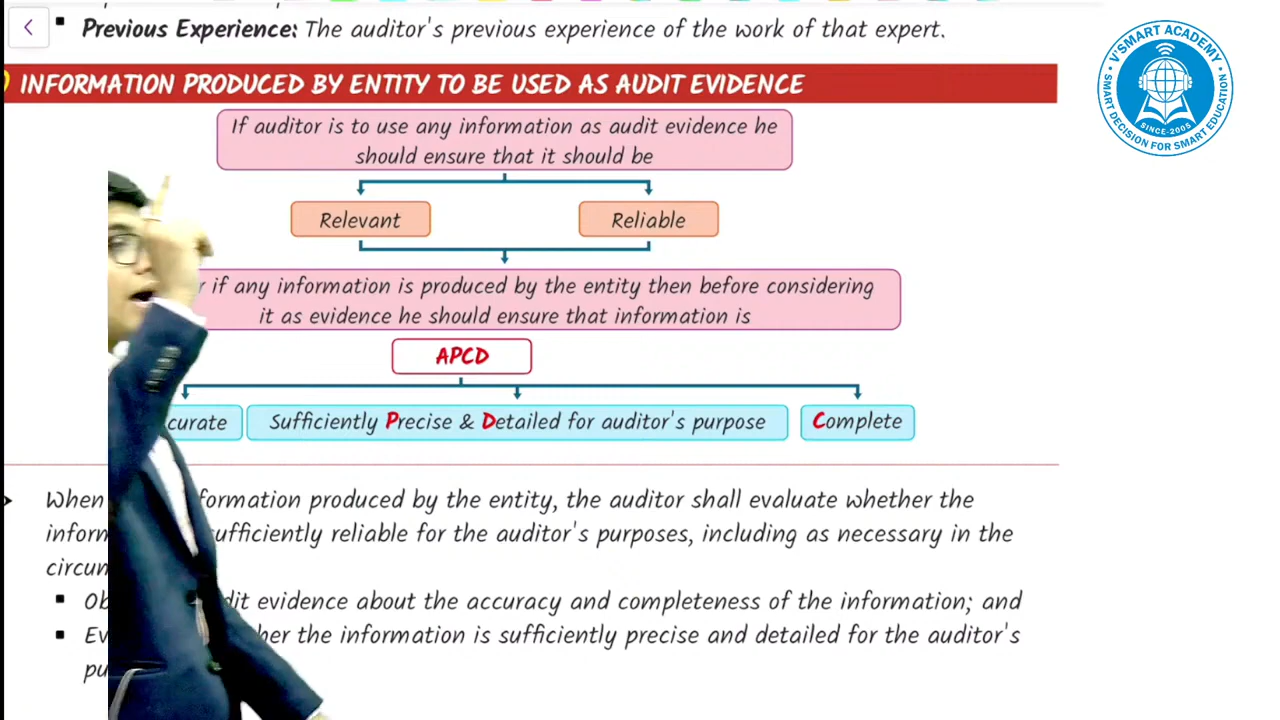 Previous Experience: The auditor's previous experience of the work of that expert.
INFORMATION PRODUCED BY ENTITY TO BE USED AS AUDIT EVIDENCE
If auditor is to use any information as audit evidence he
should ensure that it should be
Relevant
Reliable
if any information is produced by the entity then before considering
it as evidence he should ensure that information is
APCD
Sufficiently Precise & Detailed for auditor's purpose
Complete
When information produced by the entity, the auditor shall evaluate whether the
sufficiently reliable for the auditor's purposes, including as necessary in the
evidence about the accuracy and completeness of the information; and
the information is sufficiently precise and detailed for the auditor's
V'SMART ACADEMY
SINCE-2005
SMART DECISION FOR SMART EDUCATION